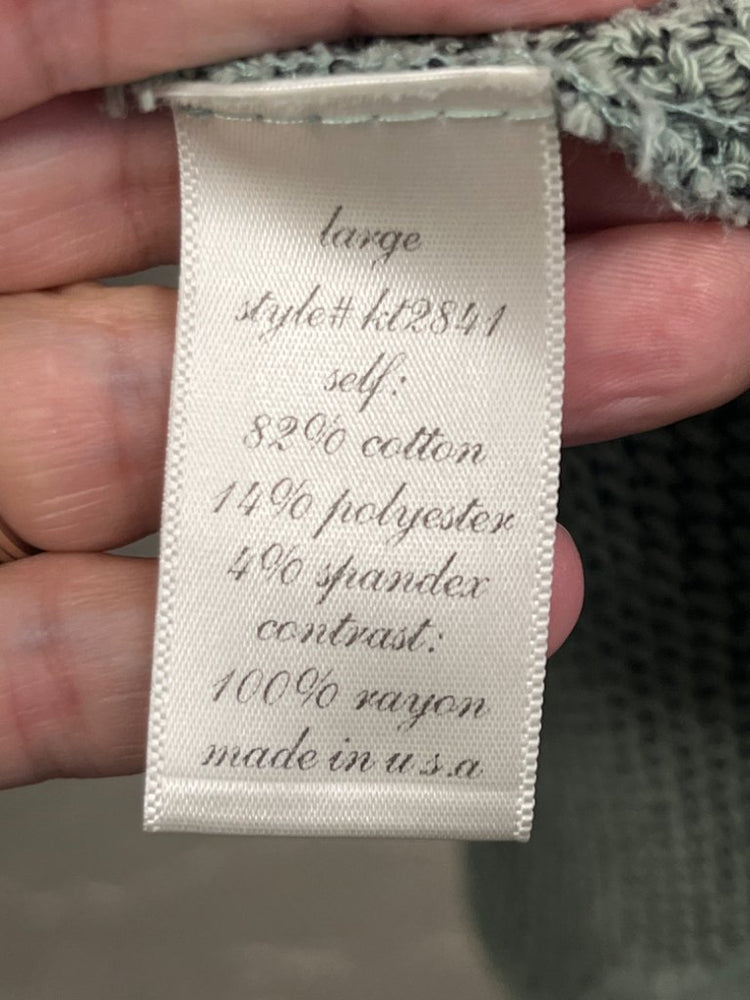 large
style# kt2841
self:
82% cotton
14% polyester
4% spandex
contrast:
100% rayon
made in u.s.a